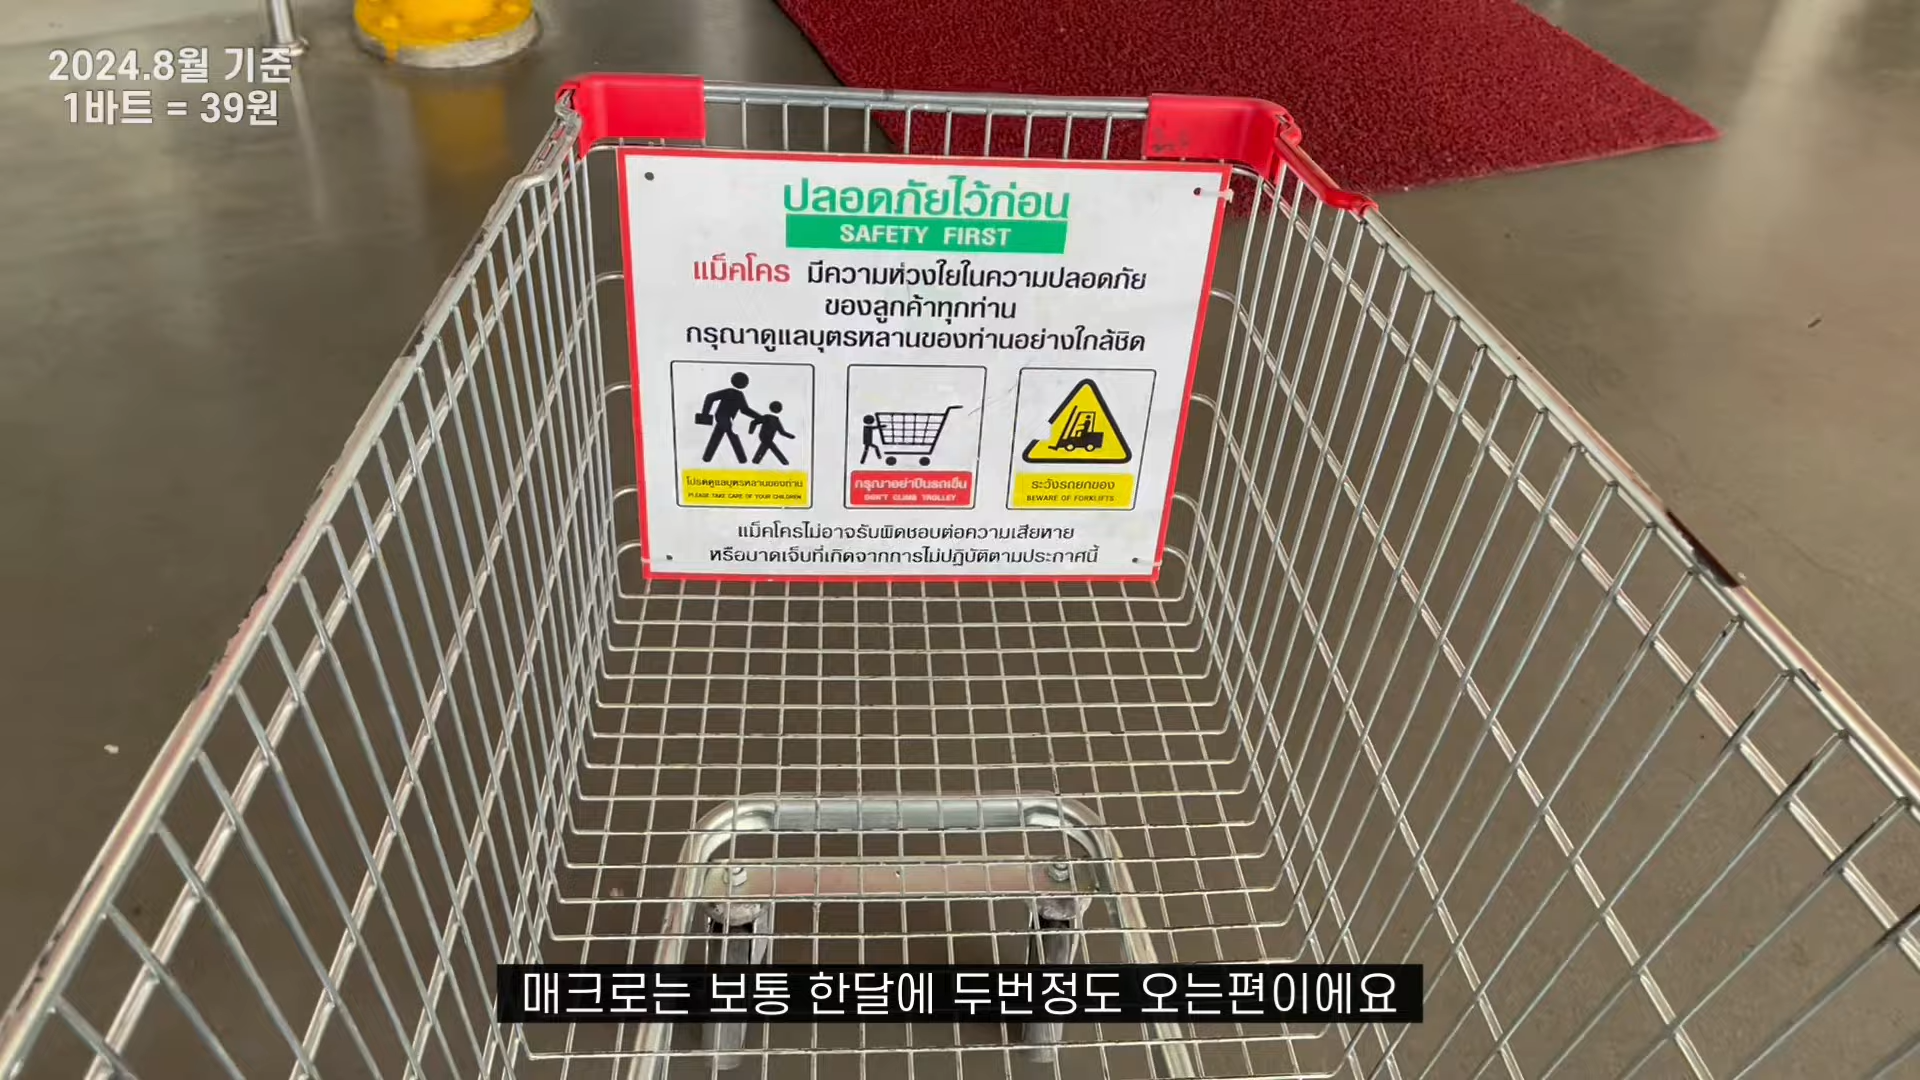 2024.8월 기준
1바트 = 39원
ปลอดภัยไว้ก่อน
SAFETY FIRST
แม็คโคร มีความห่วงใยในความปลอดภัย
ของลูกค้าทุกท่าน
กรุณาดูแลบุตรหลานของท่านอย่างใกล้ชิด
โปรดดูแลบุตรหลานของท่าน
PLEASE TAKE CARE OF YOUR CHILDREN
กรุณาอย่าปีนรถเข็น
DON'T CLIMB TROLLEY
ระวังรถยกของ
BEWARE OF FORKLIFTS
แม็คโครไม่อาจรับผิดชอบต่อความเสียหาย
หรือบาดเจ็บที่เกิดจากการไม่ปฏิบัติตามประกาศนี้
매크로는 보통 한달에 두번정도 오는편이에요